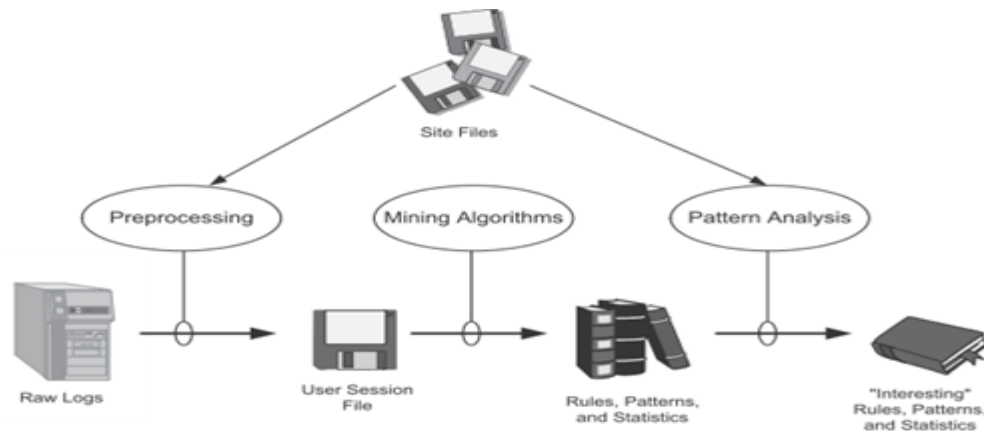 Site Files
Preprocessing
Mining Algorithms
Pattern Analysis
Raw Logs
User Session
File
Rules, Patterns,
and Statistics
"Interesting"
Rules, Patterns,
and Statistics